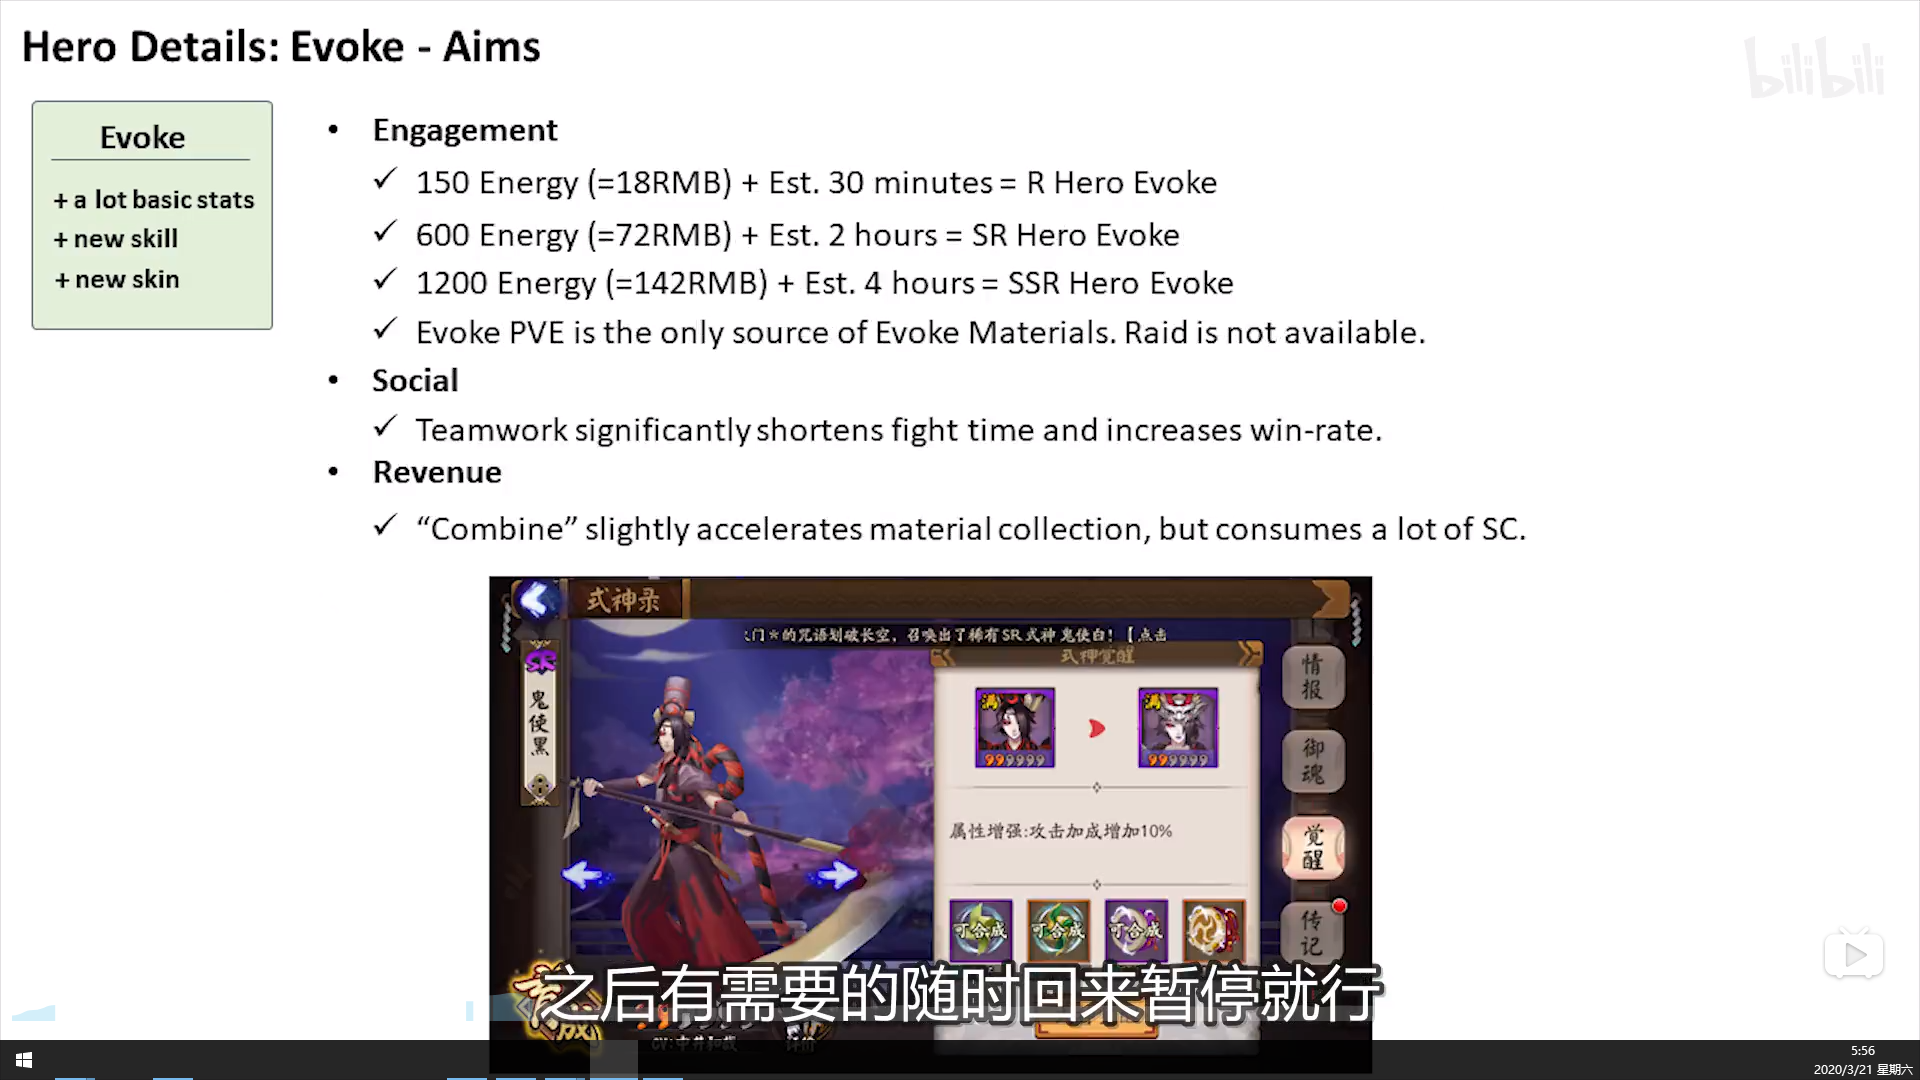 Hero Details: Evoke - Aims
bilibili
Evoke
+ a lot basic stats
+ new skill
+ new skin
• Engagement
✓ 150 Energy (=18RMB) + Est. 30 minutes = R Hero Evoke
✓ 600 Energy (=72RMB) + Est. 2 hours = SR Hero Evoke
✓ 1200 Energy (=142RMB) + Est. 4 hours = SSR Hero Evoke
✓ Evoke PVE is the only source of Evoke Materials. Raid is not available.
• Social
✓ Teamwork significantly shortens fight time and increases win-rate.
• Revenue
✓ “Combine” slightly accelerates material collection, but consumes a lot of SC.
式神录
门*的咒语划破长空，召唤出了稀有SR式神 鬼使白！【点击
SR
鬼使黑
式神觉醒
满
满
情报
御魂
觉醒
传记
属性增强:攻击加成增加10%
可合成
可合成
可合成
之后有需要的随时回来暂停就行
评价
5:56
2020/3/21 星期六